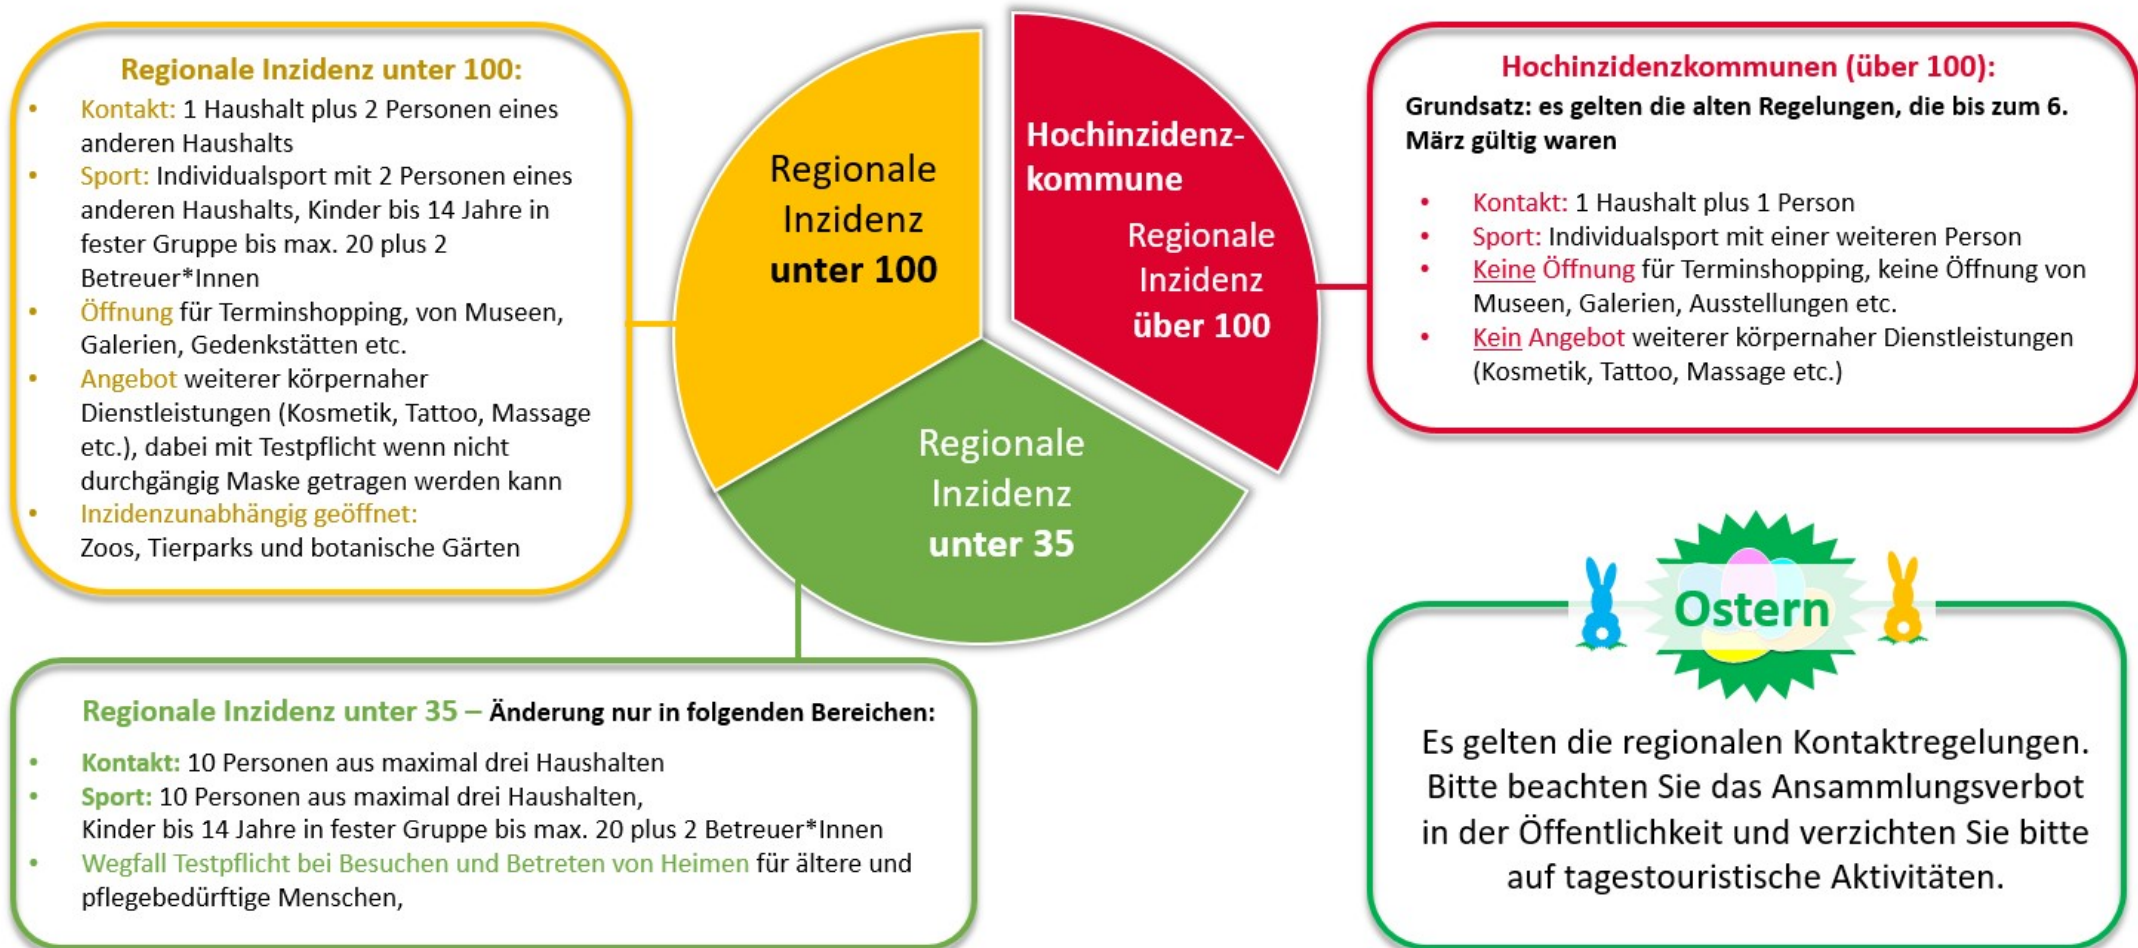 Regionale Inzidenz unter 100:
• Kontakt: 1 Haushalt plus 2 Personen eines
anderen Haushalts
• Sport: Individualsport mit 2 Personen eines
anderen Haushalts, Kinder bis 14 Jahre in
fester Gruppe bis max. 20 plus 2
Betreuer*Innen
• Öffnung für Terminshopping, von Museen,
Galerien, Gedenkstätten etc.
• Angebot weiterer körpernaher
Dienstleistungen (Kosmetik, Tattoo, Massage
etc.), dabei mit Testpflicht wenn nicht
durchgängig Maske getragen werden kann
• Inzidenzunabhängig geöffnet:
Zoos, Tierparks und botanische Gärten
Regionale
Inzidenz
unter 100
Hochinzidenz-
kommune
Regionale
Inzidenz
über 100
Regionale
Inzidenz
unter 35
Hochinzidenzkommunen (über 100):
Grundsatz: es gelten die alten Regelungen, die bis zum 6.
März gültig waren
• Kontakt: 1 Haushalt plus 1 Person
• Sport: Individualsport mit einer weiteren Person
• Keine Öffnung für Terminshopping, keine Öffnung von
Museen, Galerien, Ausstellungen etc.
• Kein Angebot weiterer körpernaher Dienstleistungen
(Kosmetik, Tattoo, Massage etc.)
Regionale Inzidenz unter 35 – Änderung nur in folgenden Bereichen:
• Kontakt: 10 Personen aus maximal drei Haushalten
• Sport: 10 Personen aus maximal drei Haushalten,
Kinder bis 14 Jahre in fester Gruppe bis max. 20 plus 2 Betreuer*Innen
• Wegfall Testpflicht bei Besuchen und Betreten von Heimen für ältere und
pflegebedürftige Menschen,
Ostern
Es gelten die regionalen Kontaktregelungen.
Bitte beachten Sie das Ansammlungsverbot
in der Öffentlichkeit und verzichten Sie bitte
auf tagestouristische Aktivitäten.